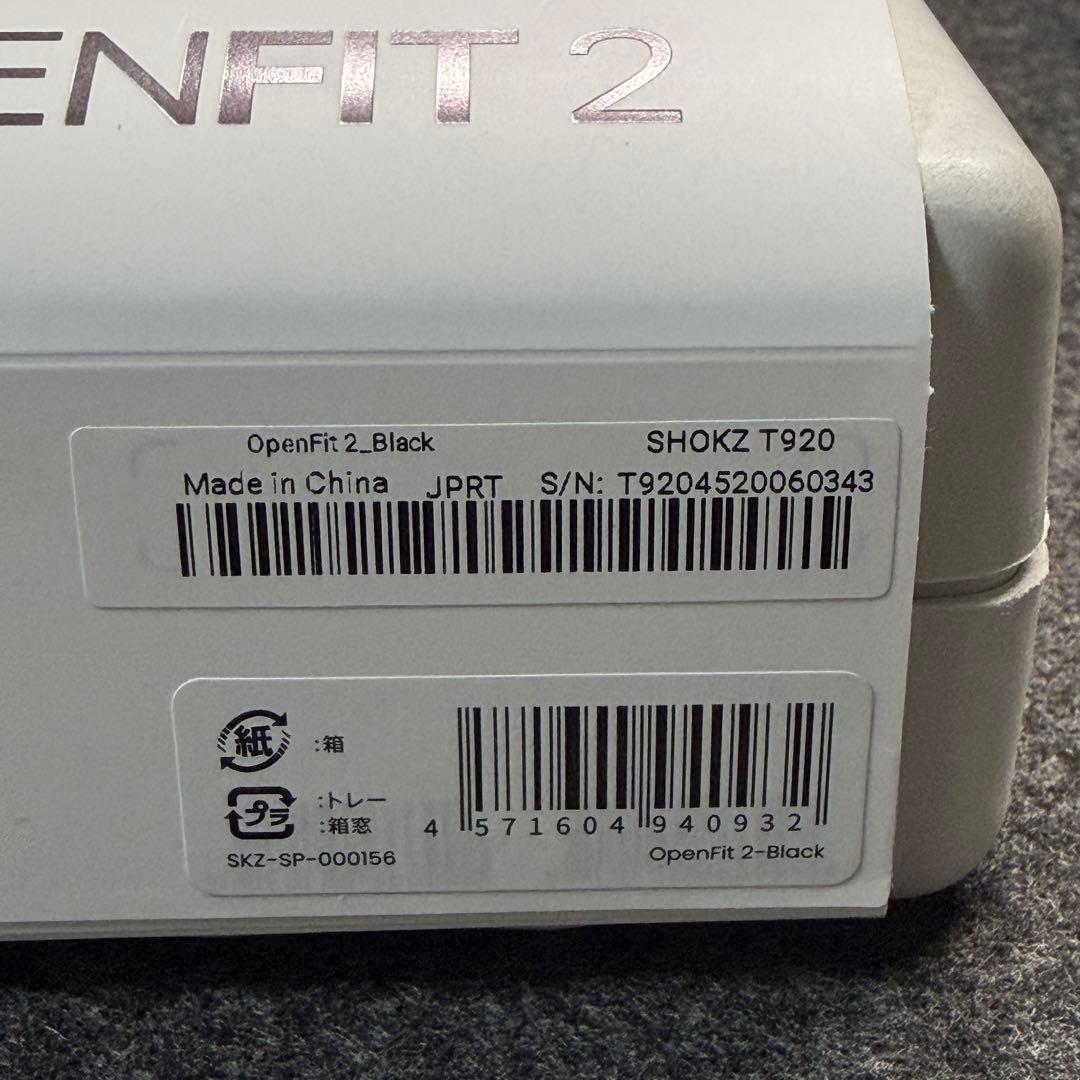 ENFIT 2
OpenFit 2_Black SHOKZ T920
Made in China JPRT S/N: T9204520060343
紙 :箱
プラ :トレー
:箱窓
4 571604 940932
SKZ-SP-000156 OpenFit 2-Black